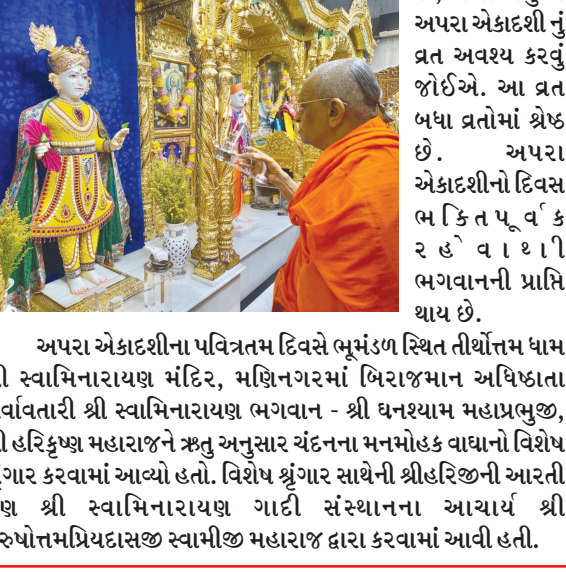 અપરા એકાદશી નું
વ્રત અવશ્ય કરવું
જોઈએ. આ વ્રત
બધા વ્રતોમાં શ્રેષ્ઠ
છે. અપરા
એકાદશીનો દિવસ
ભક્તિપૂર્વક
રહેવાથી
ભગવાનની પ્રાપ્તિ
થાય છે.
અપરા એકાદશીના પવિત્રતમ દિવસે ભૂમંડળ સ્થિત તીર્થોત્તમ ધામ
સ્વામિનારાયણ મંદિર, મણિનગરમાં બિરાજમાન અધિષ્ઠાતા
શ્રી સ્વામિનારાયણ ભગવાન - શ્રી ઘનશ્યામ મહાપ્રભુજી,
હરિકૃષ્ણ મહારાજને ઋતુ અનુસાર ચંદનના મનમોહક વાઘાનો વિશેષ
કરવામાં આવ્યો હતો. વિશેષ શ્રૃંગાર સાથેની શ્રીહરિજીની આરતી
શ્રી સ્વામિનારાયણ ગાદી સંસ્થાનના આચાર્ય શ્રી
સ્વામીજી મહારાજ દ્વારા કરવામાં આવી હતી.